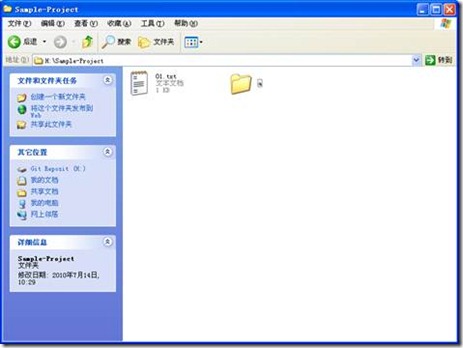 Sample-Project
文件(F) 编辑(E) 查看(V) 收藏(A) 工具(T) 帮助(H)
后退 搜索 文件夹
地址(D) H:\Sample-Project 转到
文件和文件夹任务
创建一个新文件夹
将这个文件夹发布到
Web
共享此文件夹
其它位置
Git Reposit (H:)
我的文档
共享文档
我的电脑
网上邻居
详细信息
Sample-Project
文件夹
修改日期: 2010年7月14日,
10:29
01.txt
文本文档
1 KB